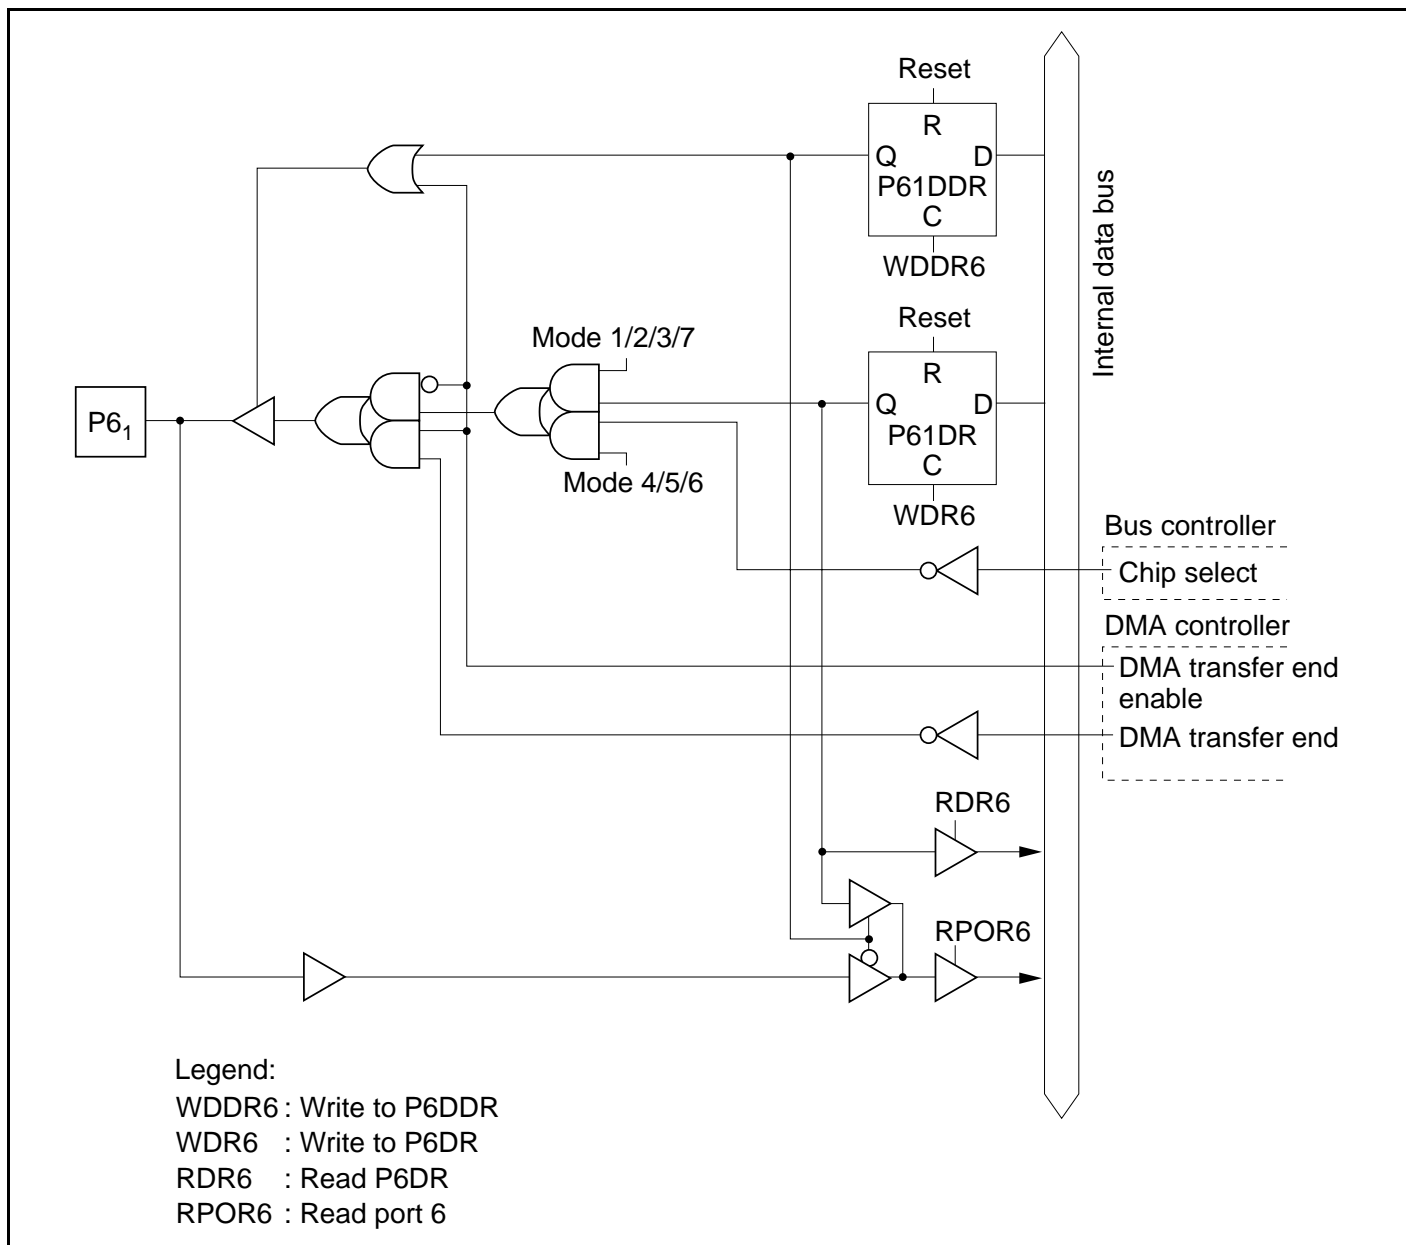 Reset
R
Q D
P61DDR
C
WDDR6
Internal data bus
Reset
Mode 1/2/3/7
R
Q D
P61DR
C
WDR6
P6₁
Mode 4/5/6
Bus controller
Chip select
DMA controller
DMA transfer end
enable
DMA transfer end
RDR6
RPOR6
Legend:
WDDR6 : Write to P6DDR
WDR6 : Write to P6DR
RDR6 : Read P6DR
RPOR6 : Read port 6